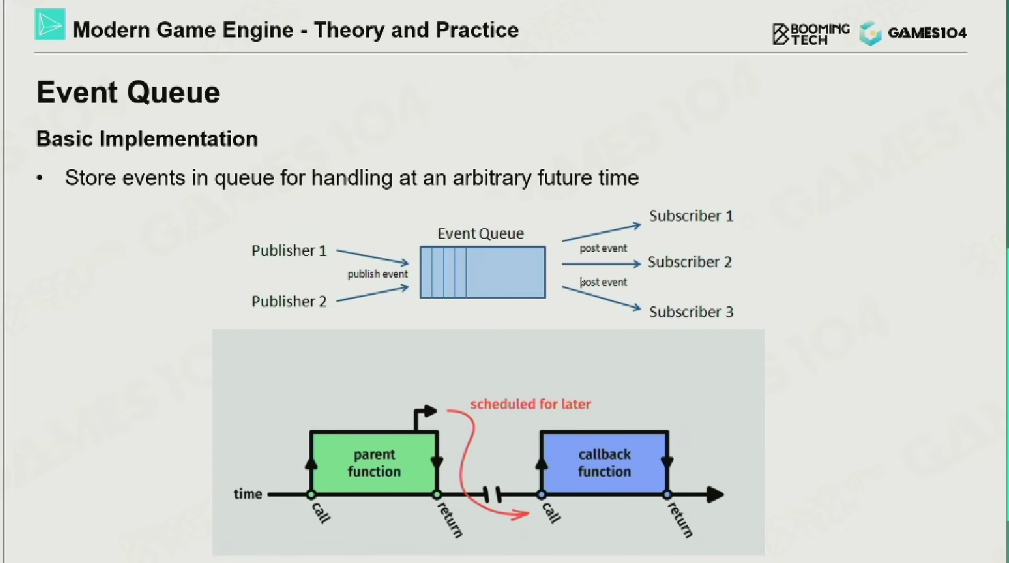 Modern Game Engine - Theory and Practice
BOOMING
TECH
GAMES104
Event Queue
Basic Implementation
• Store events in queue for handling at an arbitrary future time
Event Queue
Publisher 1
Publisher 2
publish event
post event
post event
Subscriber 1
Subscriber 2
Subscriber 3
scheduled for later
parent
function
callback
function
time
call
return
call
return